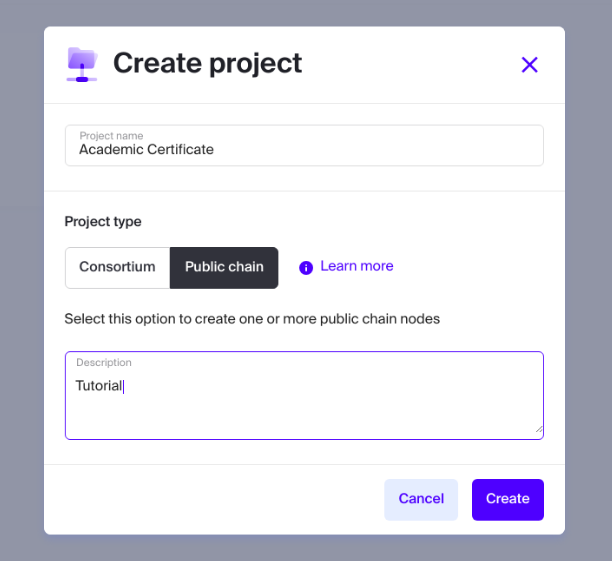 Create project
Project name
Academic Certificate
Project type
Consortium Public chain Learn more
Select this option to create one or more public chain nodes
Description
Tutorial
Cancel Create